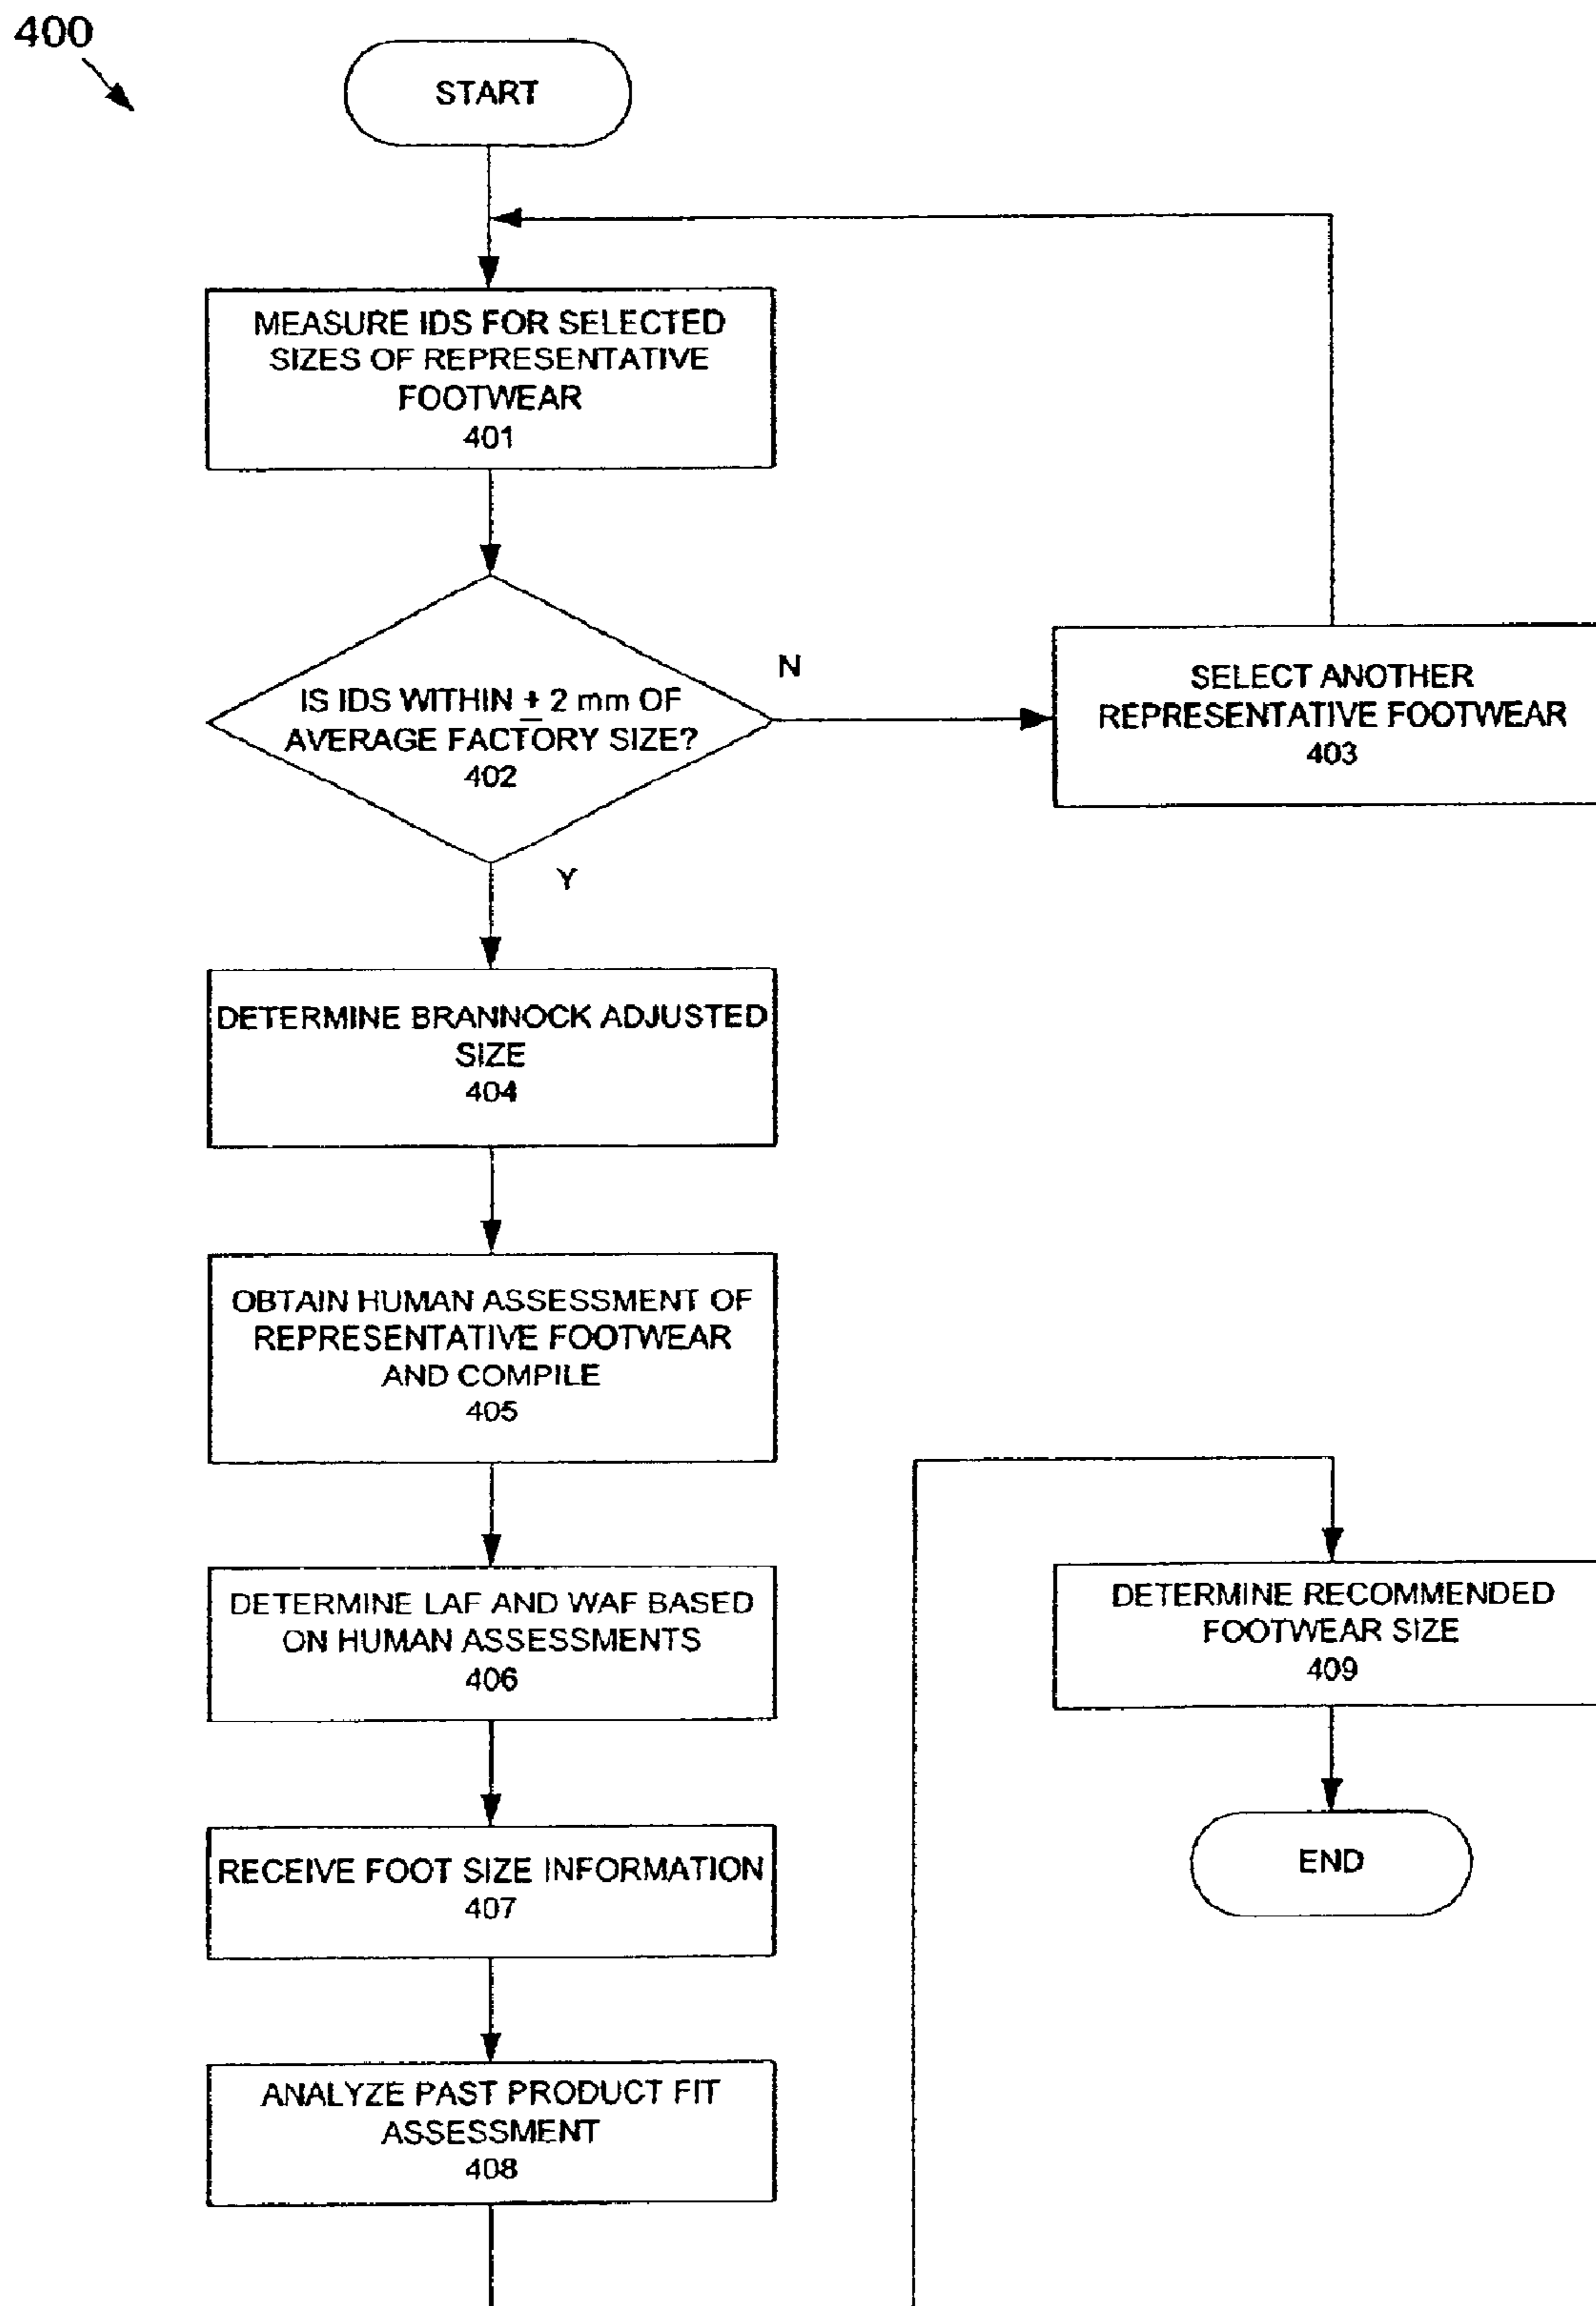 400
START
MEASURE IDS FOR SELECTED
SIZES OF REPRESENTATIVE
FOOTWEAR
401
IS IDS WITHIN ± 2 mm OF
AVERAGE FACTORY SIZE?
402
N
SELECT ANOTHER
REPRESENTATIVE FOOTWEAR
403
Y
DETERMINE BRANNOCK ADJUSTED
SIZE
404
OBTAIN HUMAN ASSESSMENT OF
REPRESENTATIVE FOOTWEAR
AND COMPILE
405
DETERMINE LAF AND WAF BASED
ON HUMAN ASSESSMENTS
406
RECEIVE FOOT SIZE INFORMATION
407
ANALYZE PAST PRODUCT FIT
ASSESSMENT
408
DETERMINE RECOMMENDED
FOOTWEAR SIZE
409
END